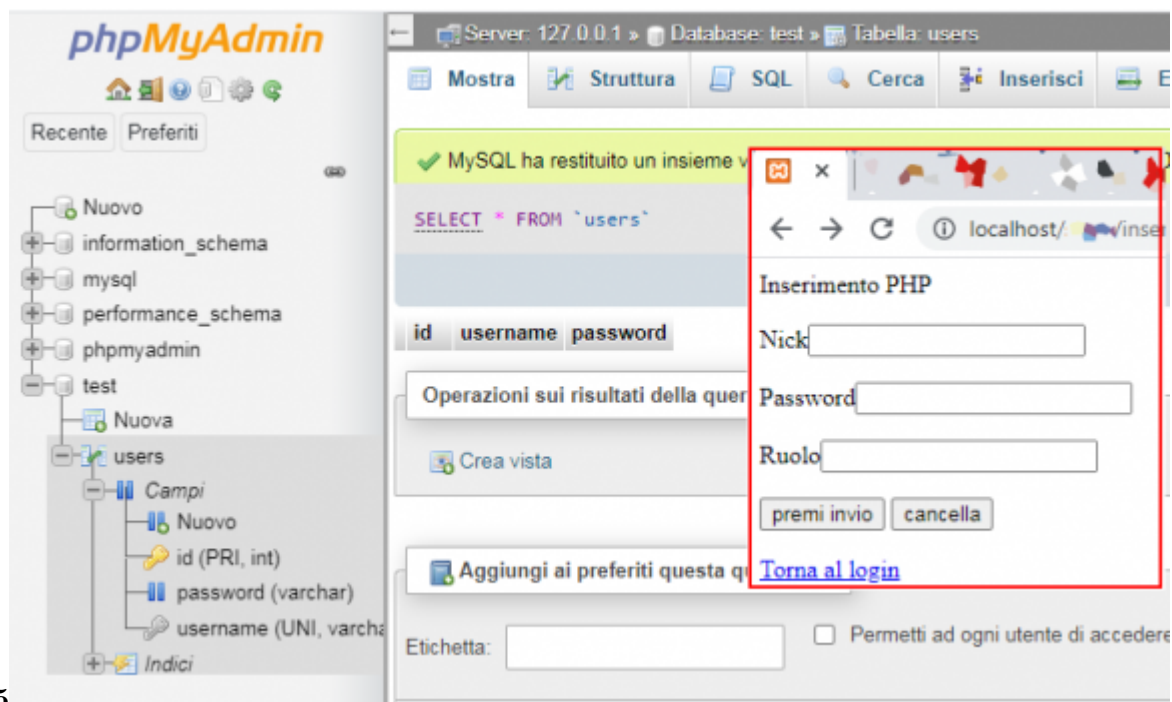 phpMyAdmin
Recente Preferiti
Nuovo
information_schema
mysql
performance_schema
phpmyadmin
test
Nuova
users
Campi
Nuovo
id (PRI, int)
password (varchar)
username (UNI, varcha
Indici
Server: 127.0.0.1 » Database: test » Tabella: users
Mostra Struttura SQL Cerca Inserisci E
MySQL ha restituito un insieme v
SELECT * FROM `users`
id username password
Operazioni sui risultati della quer
Crea vista
Aggiungi ai preferiti questa qu
Etichetta:
Permetti ad ogni utente di accedere
localhost/ /inser
Inserimento PHP
Nick
Password
Ruolo
premi invio cancella
Torna al login